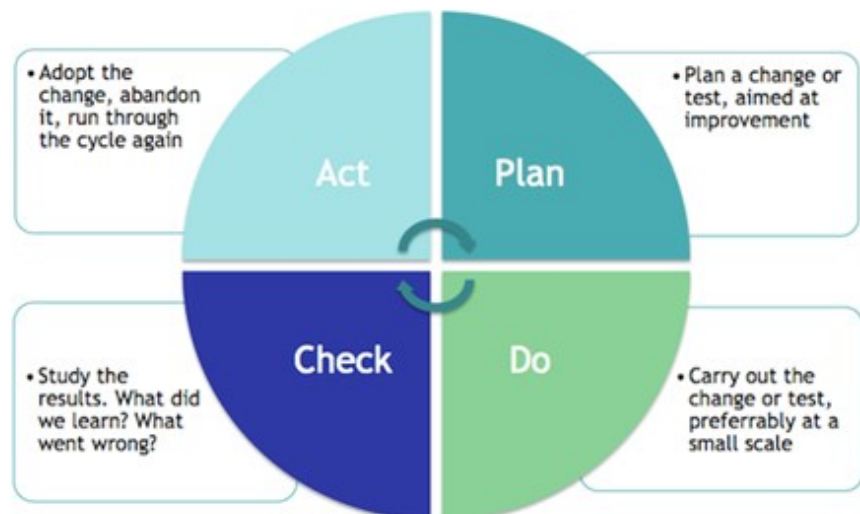 • Adopt the
change, abandon
it, run through
the cycle again
Act
Plan
• Plan a change or
test, aimed at
improvement
• Study the
results. What did
we learn? What
went wrong?
Check
Do
• Carry out the
change or test,
preferrably at a
small scale